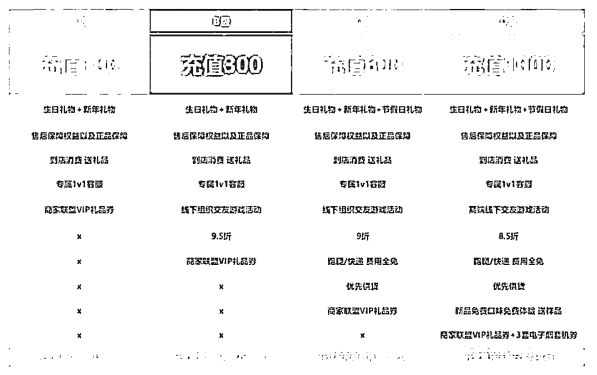 B级
充值300
生日礼物 + 新年礼物 生日礼物 + 新年礼物 生日礼物 + 新年礼物+节假日礼物 生日礼物 + 新年礼物+节假日礼物
售后保障权益以及正品保障 售后保障权益以及正品保障 售后保障权益以及正品保障 售后保障权益以及正品保障
到店消费 送礼品 到店消费 送礼品 到店消费 送礼品 到店消费 送礼品
专属1v1客服 专属1v1客服 专属1v1客服 专属1v1客服
商家联盟VIP礼品券 线下组织交友游戏活动 线下组织交友游戏活动 线下交友游戏活动
x 9.5折 9折 8.5折
x 商家联盟VIP礼品券 跑腿/快递 费用全免 跑腿/快递 费用全免
x x 优先供货 优先供货
x x 商家联盟VIP礼品券 新品免费口味免费体验 送样品
x x x 商家联盟VIP礼品券+3套电子烟套机券